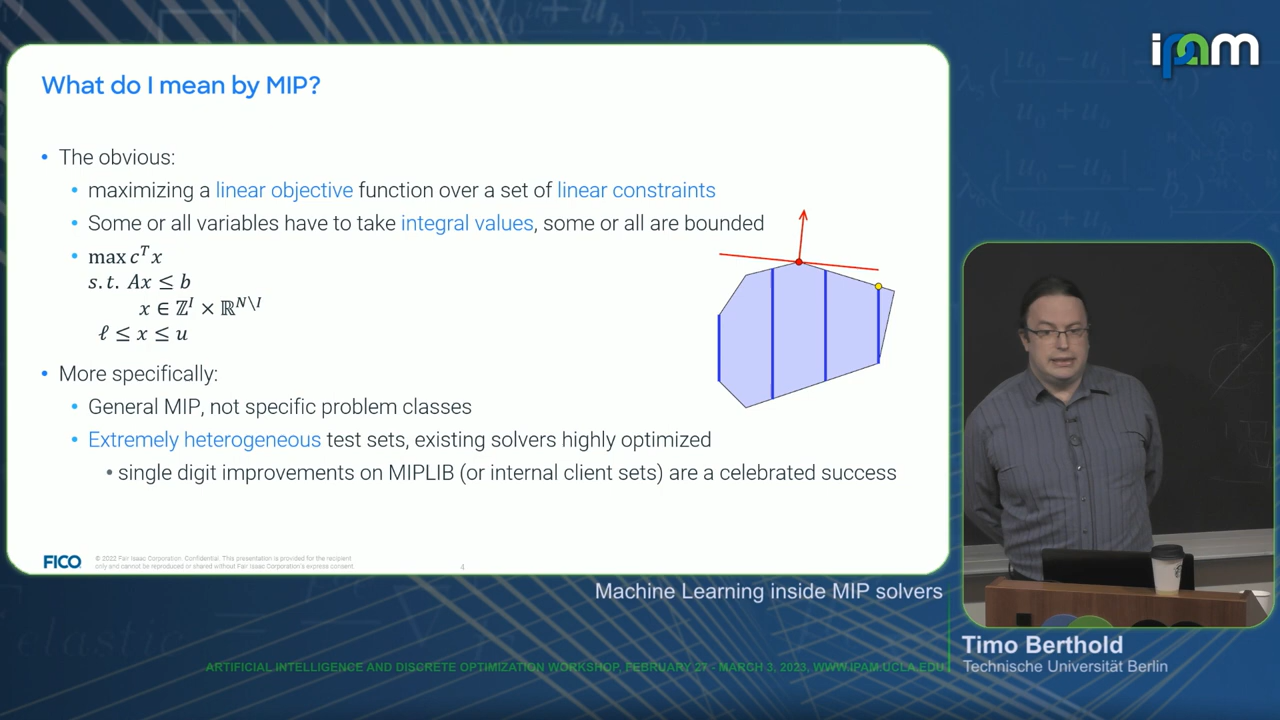 ipam
What do I mean by MIP?
• The obvious:
• maximizing a linear objective function over a set of linear constraints
• Some or all variables have to take integral values, some or all are bounded
• max cᵀx
s.t. Ax ≤ b
x ∈ ℤᴵ × ℝᴺ\ᴵ
ℓ ≤ x ≤ u
• More specifically:
• General MIP, not specific problem classes
• Extremely heterogeneous test sets, existing solvers highly optimized
• single digit improvements on MIPLIB (or internal client sets) are a celebrated success
FICO
© 2022 Fair Isaac Corporation. Confidential. This presentation is provided for the recipient
only and cannot be reproduced or shared without Fair Isaac Corporation's express consent.
4
Machine Learning inside MIP solvers
Timo Berthold
Technische Universität Berlin
ARTIFICIAL INTELLIGENCE AND DISCRETE OPTIMIZATION WORKSHOP, FEBRUARY 27 - MARCH 3, 2023, WWW.IPAM.UCLA.EDU
elastic